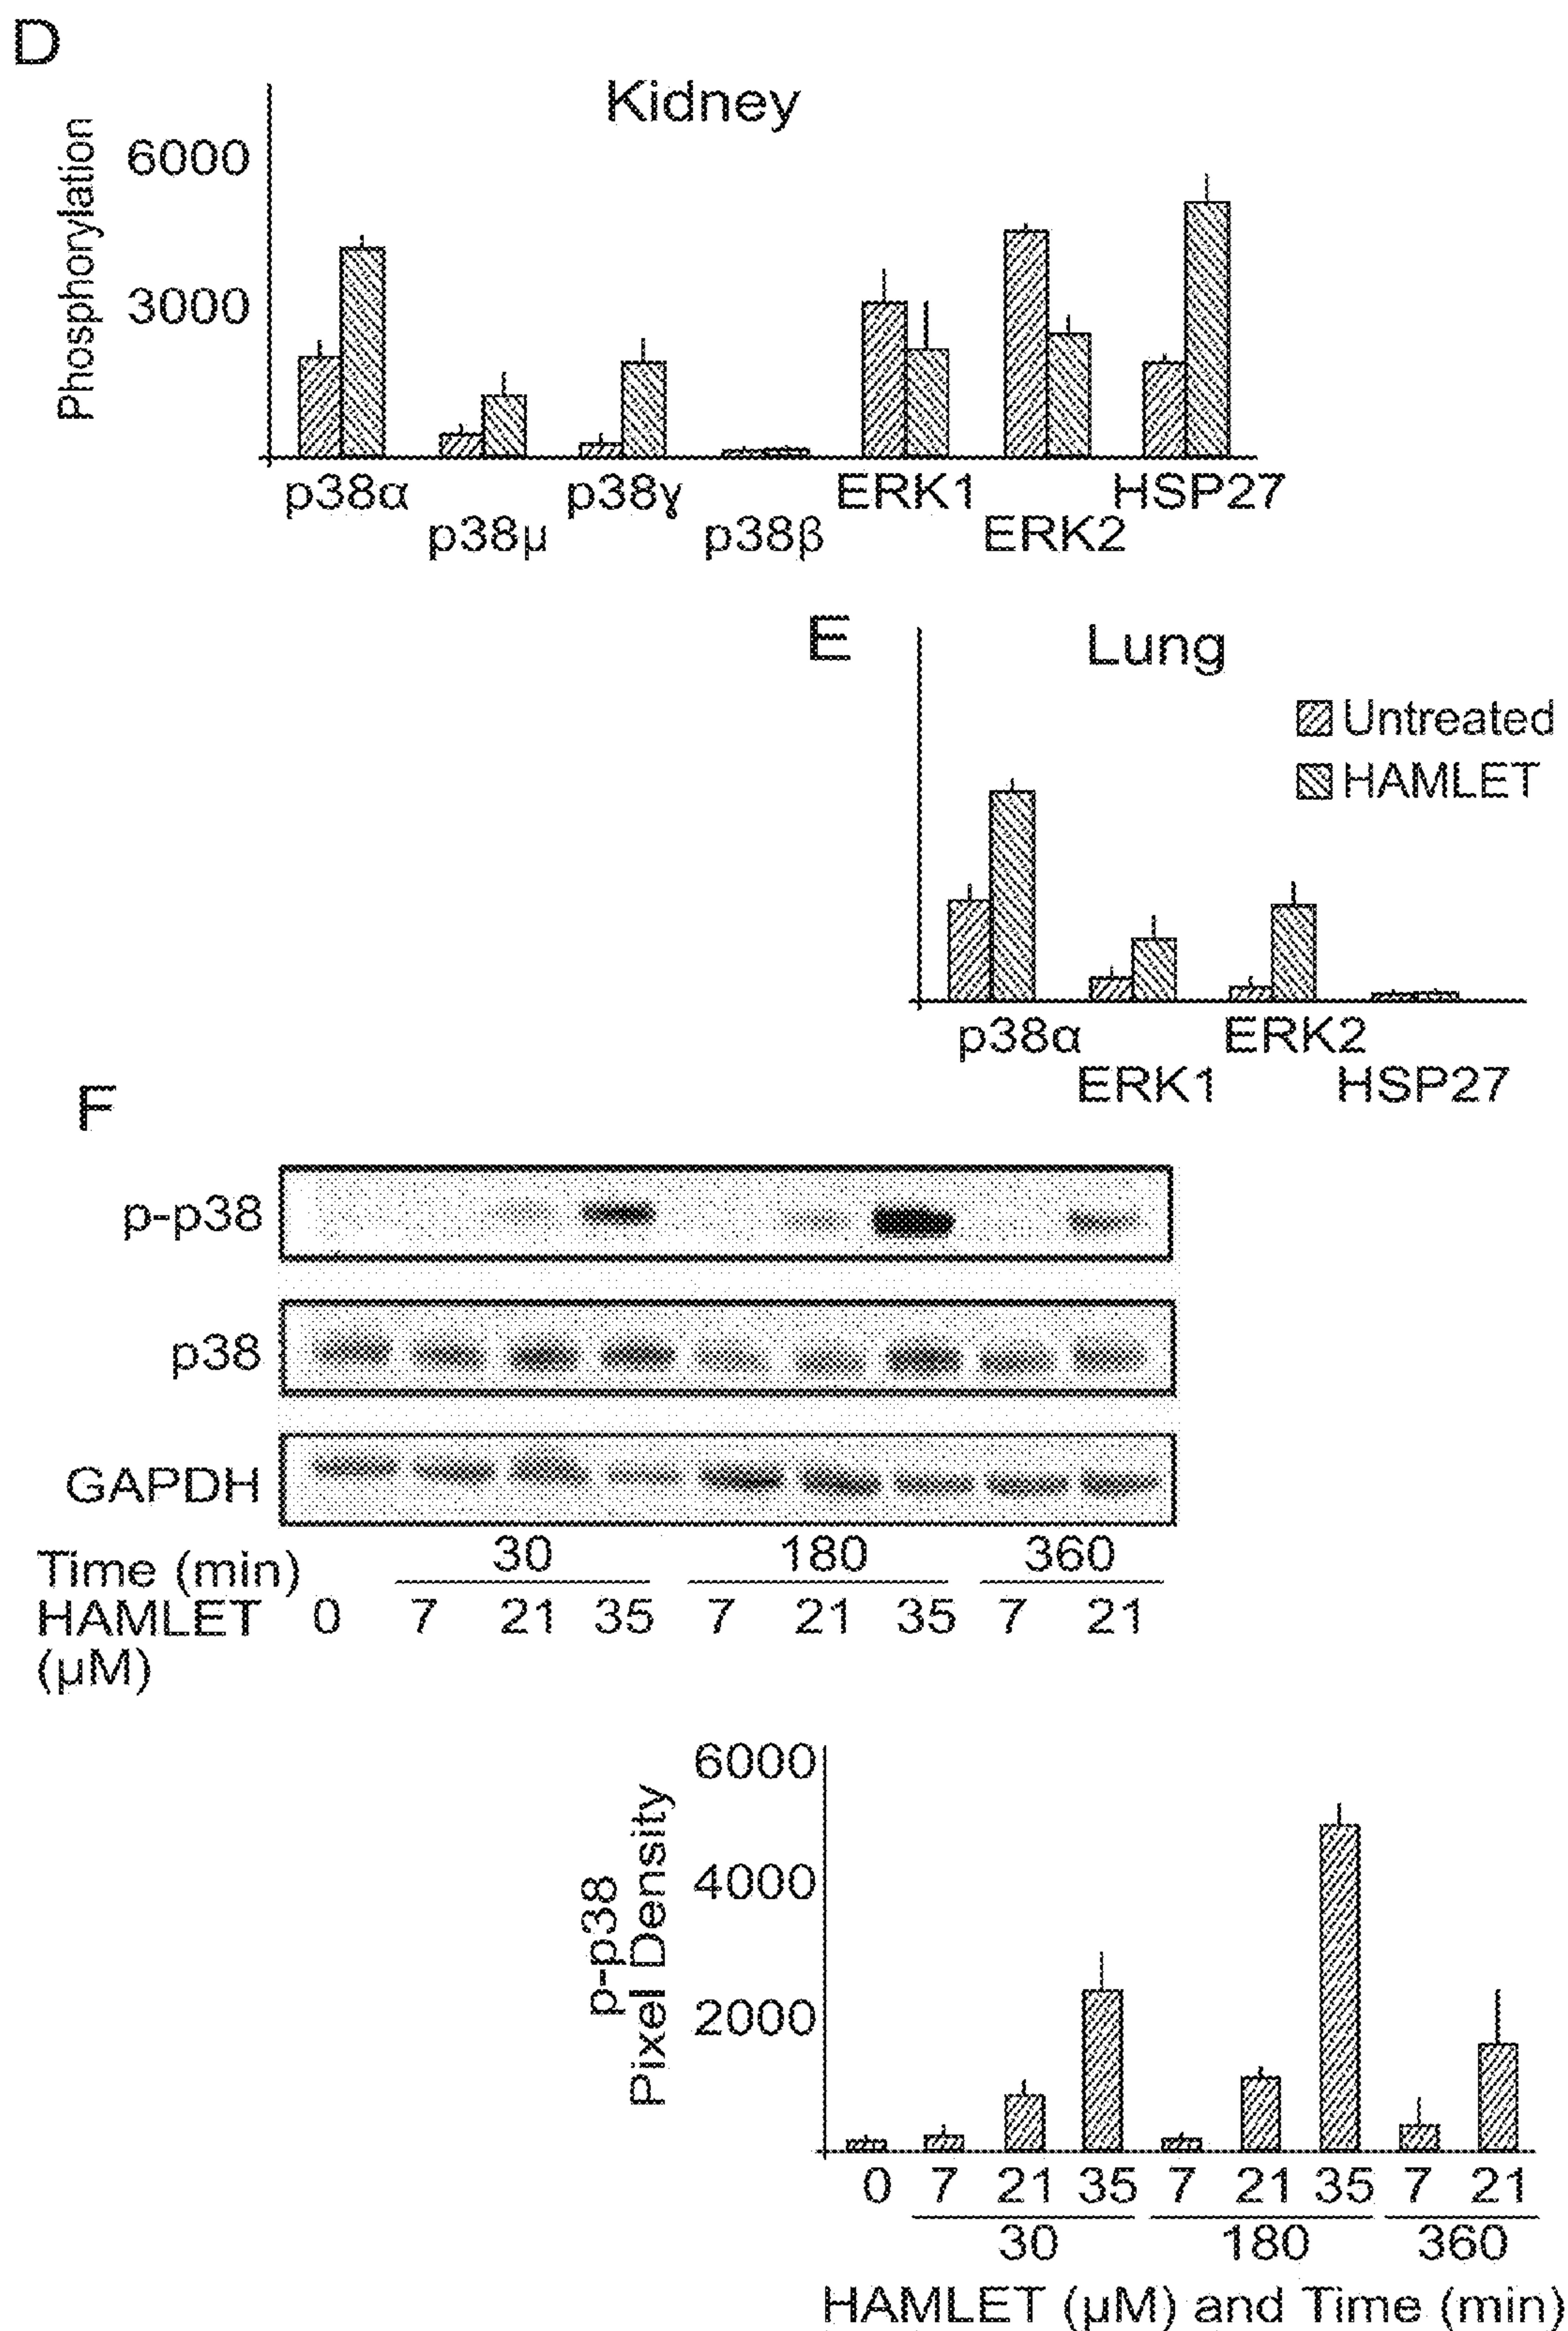 D
Kidney
Phosphorylation
6000
3000
p38α p38ɣ ERK1 HSP27
p38μ p38β ERK2
E
Lung
Untreated
HAMLET
p38α ERK2
ERK1 HSP27
F
p-p38
p38
GAPDH
Time (min) 30 180 360
HAMLET 0 7 21 35 7 21 35 7 21
(μM)
p-p38
Pixel Density
6000
4000
2000
0 7 21 35 7 21 35 7 21
30 180 360
HAMLET (μM) and Time (min)